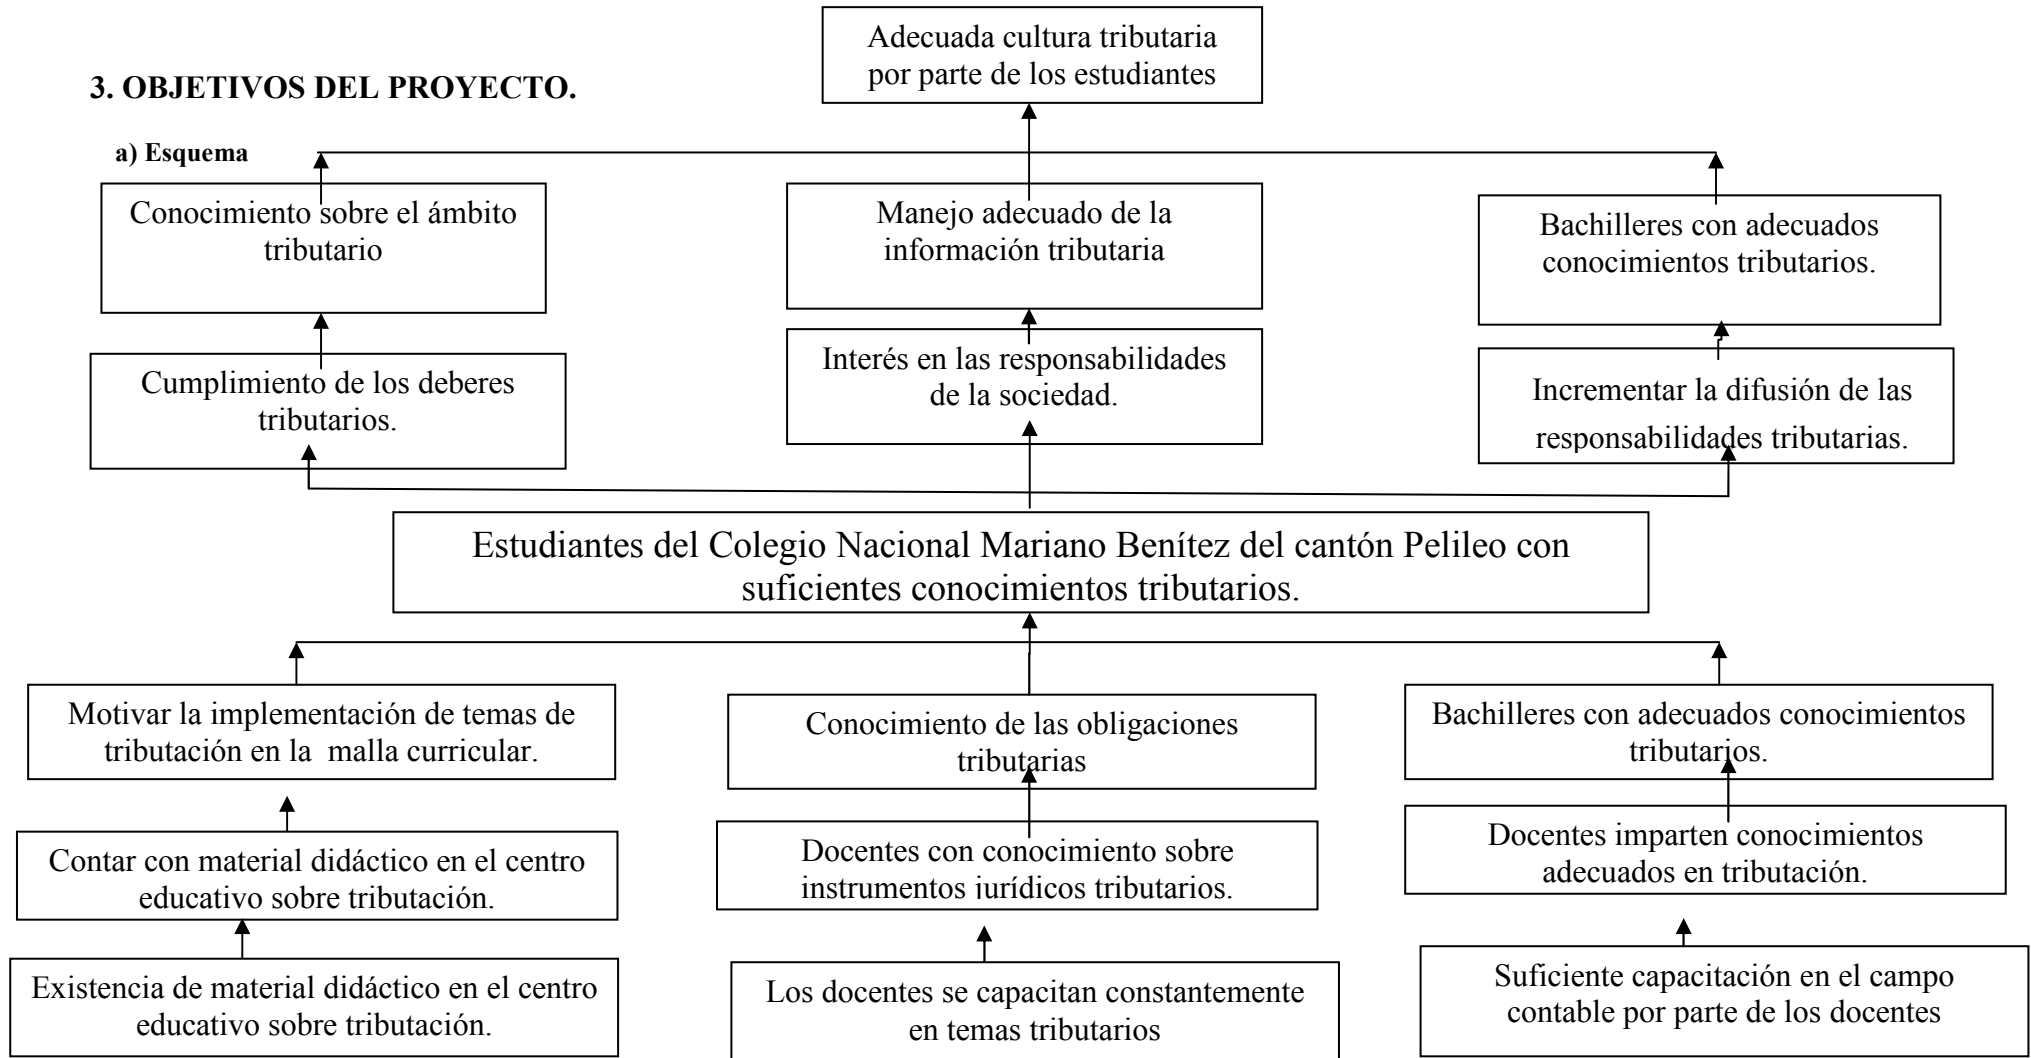 Adecuada cultura tributaria
por parte de los estudiantes
3. OBJETIVOS DEL PROYECTO.
a) Esquema
Conocimiento sobre el ámbito
tributario
Manejo adecuado de la
información tributaria
Bachilleres con adecuados
conocimientos tributarios.
Cumplimiento de los deberes
tributarios.
Interés en las responsabilidades
de la sociedad.
Incrementar la difusión de las
responsabilidades tributarias.
Estudiantes del Colegio Nacional Mariano Benítez del cantón Pelileo con
suficientes conocimientos tributarios.
Motivar la implementación de temas de
tributación en la malla curricular.
Conocimiento de las obligaciones
tributarias
Bachilleres con adecuados conocimientos
tributarios.
Contar con material didáctico en el centro
educativo sobre tributación.
Docentes con conocimiento sobre
instrumentos jurídicos tributarios.
Docentes imparten conocimientos
adecuados en tributación.
Existencia de material didáctico en el centro
educativo sobre tributación.
Los docentes se capacitan constantemente
en temas tributarios
Suficiente capacitación en el campo
contable por parte de los docentes